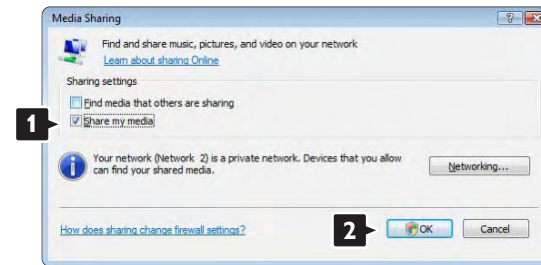 Media Sharing
Find and share music, pictures, and video on your network
Learn about sharing Online
Sharing settings
Find media that others are sharing
1
Share my media
Your network (Network 2) is a private network. Devices that you allow
can find your shared media.
Networking...
How does sharing change firewall settings?
2
OK
Cancel